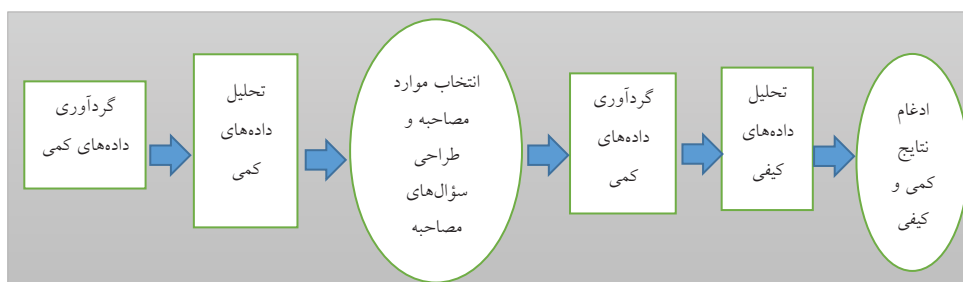 گردآوری
داده‌های کمی
تحلیل
داده‌های
کمی
انتخاب موارد
مصاحبه و
طراحی
سؤال‌های
مصاحبه
گردآوری
داده‌های
کمی
تحلیل
داده‌های
کیفی
ادغام
نتایج
کمی و
کیفی